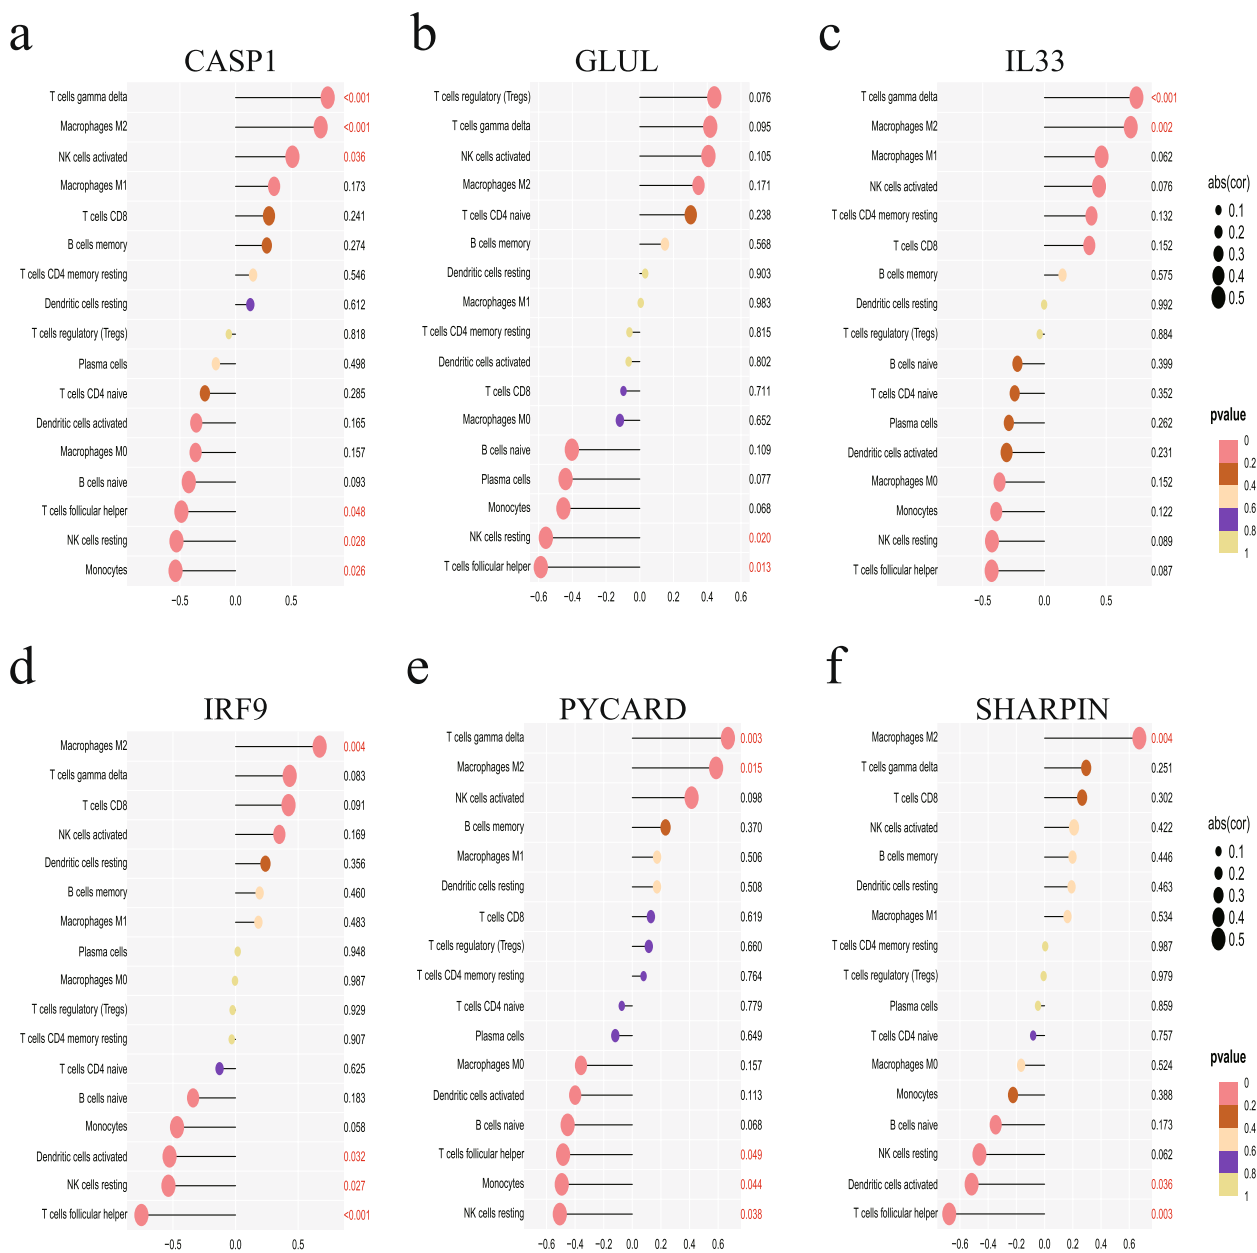 a
CASP1
T cells gamma delta <0.001
Macrophages M2 <0.001
NK cells activated 0.036
Macrophages M1 0.173
T cells CD8 0.241
B cells memory 0.274
T cells CD4 memory resting 0.546
Dendritic cells resting 0.612
T cells regulatory (Tregs) 0.818
Plasma cells 0.498
T cells CD4 naive 0.285
Dendritic cells activated 0.165
Macrophages M0 0.157
B cells naive 0.093
T cells follicular helper 0.048
NK cells resting 0.028
Monocytes 0.026
−0.5 0.0 0.5
b
GLUL
T cells regulatory (Tregs) 0.076
T cells gamma delta 0.095
NK cells activated 0.105
Macrophages M2 0.171
T cells CD4 naive 0.238
B cells memory 0.568
Dendritic cells resting 0.903
Macrophages M1 0.983
T cells CD4 memory resting 0.815
Dendritic cells activated 0.802
T cells CD8 0.711
Macrophages M0 0.652
B cells naive 0.109
Plasma cells 0.077
Monocytes 0.068
NK cells resting 0.020
T cells follicular helper 0.013
−0.6 −0.4 −0.2 0.0 0.2 0.4 0.6
c
IL33
T cells gamma delta <0.001
Macrophages M2 0.002
Macrophages M1 0.062
NK cells activated 0.076
T cells CD4 memory resting 0.132
T cells CD8 0.152
B cells memory 0.575
Dendritic cells resting 0.992
T cells regulatory (Tregs) 0.884
B cells naive 0.399
T cells CD4 naive 0.352
Plasma cells 0.262
Dendritic cells activated 0.231
Macrophages M0 0.152
Monocytes 0.122
NK cells resting 0.089
T cells follicular helper 0.087
−0.5 0.0 0.5
abs(cor)
0.1
0.2
0.3
0.4
0.5
pvalue
0
0.2
0.4
0.6
0.8
1
d
IRF9
Macrophages M2 0.004
T cells gamma delta 0.083
T cells CD8 0.091
NK cells activated 0.169
Dendritic cells resting 0.356
B cells memory 0.460
Macrophages M1 0.483
Plasma cells 0.948
Macrophages M0 0.987
T cells regulatory (Tregs) 0.929
T cells CD4 memory resting 0.907
T cells CD4 naive 0.625
B cells naive 0.183
Monocytes 0.058
Dendritic cells activated 0.032
NK cells resting 0.027
T cells follicular helper <0.001
−0.5 0.0 0.5
e
PYCARD
T cells gamma delta 0.003
Macrophages M2 0.015
NK cells activated 0.098
B cells memory 0.370
Macrophages M1 0.506
Dendritic cells resting 0.508
T cells CD8 0.619
T cells regulatory (Tregs) 0.660
T cells CD4 memory resting 0.764
T cells CD4 naive 0.779
Plasma cells 0.649
Macrophages M0 0.157
Dendritic cells activated 0.113
B cells naive 0.068
T cells follicular helper 0.049
Monocytes 0.044
NK cells resting 0.038
−0.6 −0.4 −0.2 0.0 0.2 0.4 0.6
f
SHARPIN
Macrophages M2 0.004
T cells gamma delta 0.251
T cells CD8 0.302
NK cells activated 0.422
B cells memory 0.446
Dendritic cells resting 0.463
Macrophages M1 0.534
T cells CD4 memory resting 0.987
T cells regulatory (Tregs) 0.979
Plasma cells 0.859
T cells CD4 naive 0.757
Macrophages M0 0.524
Monocytes 0.388
B cells naive 0.173
NK cells resting 0.062
Dendritic cells activated 0.036
T cells follicular helper 0.003
−0.6 −0.4 −0.2 0.0 0.2 0.4 0.6
abs(cor)
0.1
0.2
0.3
0.4
0.5
pvalue
0
0.2
0.4
0.6
0.8
1